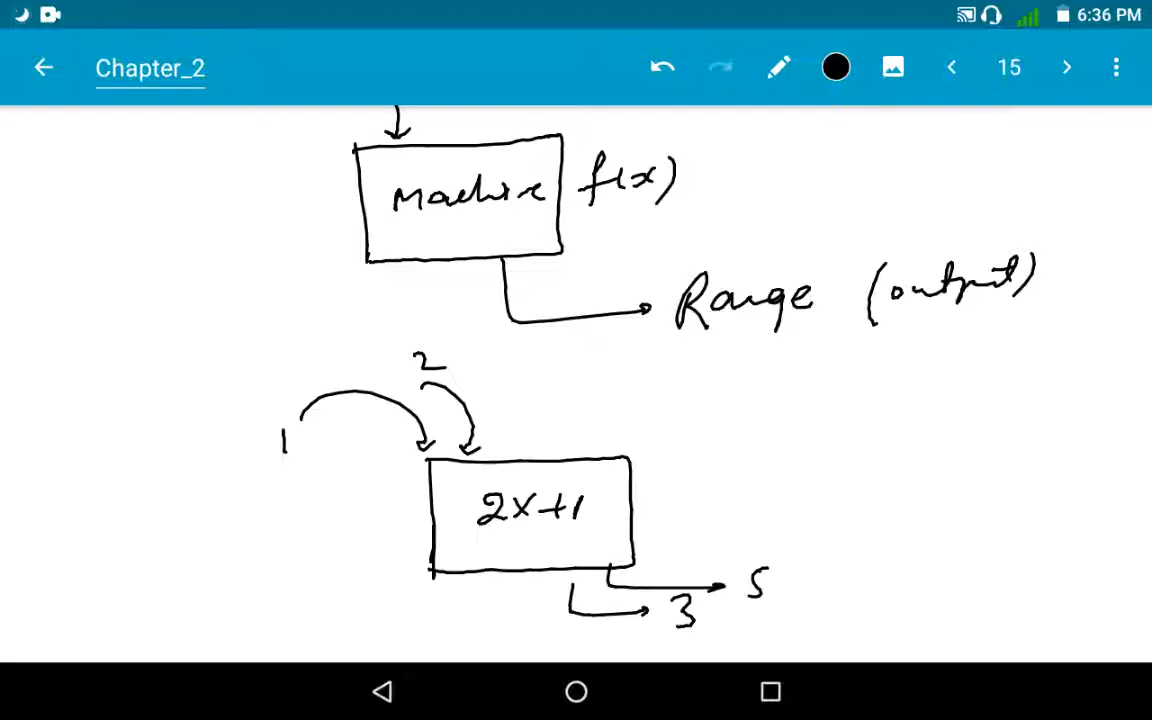 6:36 PM
Chapter_2
15
Machine f(x)
Range (output)
2
1
2x+1
5
3